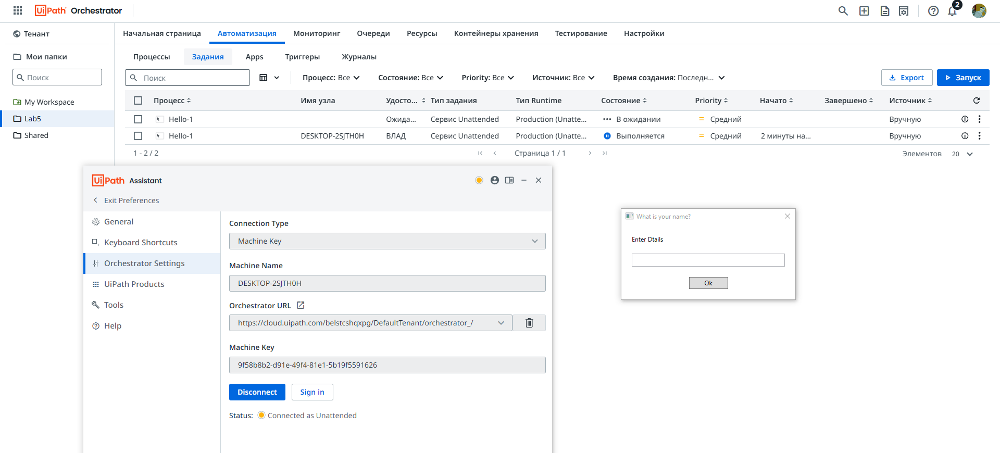 UiPath Orchestrator
2
Тенант
Начальная страница Автоматизация Мониторинг Очереди Ресурсы Контейнеры хранения Тестирование Настройки
Мои папки
Процессы Задания Apps Триггеры Журналы
Поиск
Поиск
Процесс: Все Состояние: Все Priority: Все Источник: Все Время создания: Последн...
Export Запуск
My Workspace
Lab5
Shared
Процесс Имя узла Удосто... Тип задания Тип Runtime Состояние Priority Начато Завершено Источник
Hello-1 Ожида... Сервис Unattended Production (Unatte... В ожидании Средний Вручную
Hello-1 DESKTOP-2SJTH0H ВЛАД Сервис Unattended Production (Unatte... Выполняется Средний 2 минуты на... Вручную
1 - 2 / 2 Страница 1 / 1 Элементов 20
UiPath Assistant
Exit Preferences
General
Keyboard Shortcuts
Orchestrator Settings
UiPath Products
Tools
Help
Connection Type
Machine Key
Machine Name
DESKTOP-2SJTH0H
Orchestrator URL
https://cloud.uipath.com/belstcshqxpg/DefaultTenant/orchestrator_/
Machine Key
9f58b8b2-d91e-49f4-81e1-5b19f5591626
Disconnect Sign in
Status: Connected as Unattended
What is your name?
Enter Dtails
Ok